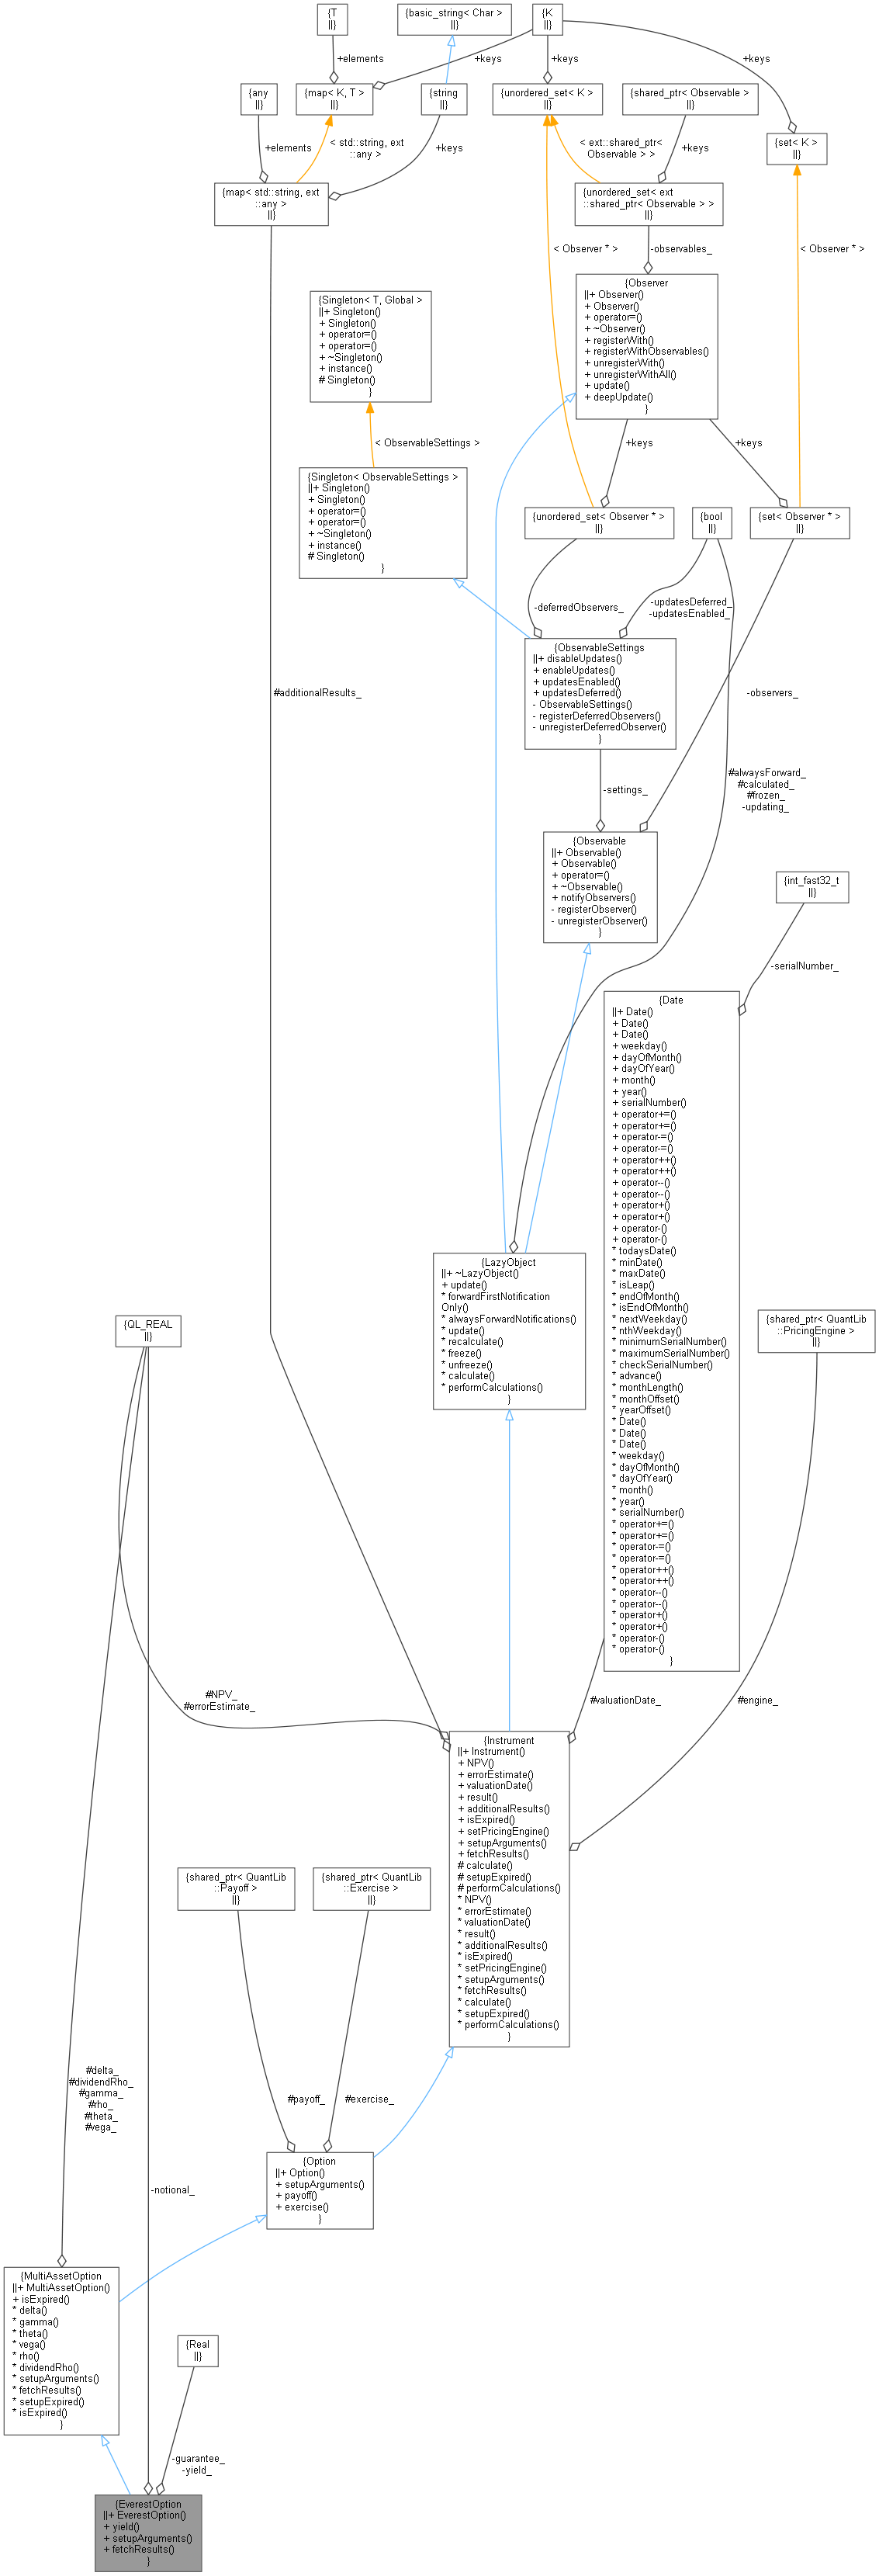 {T
||}
{basic_string< Char >
||}
{K
||}
+elements
+keys
+keys
+keys
{any
||}
{map< K, T >
||}
{string
||}
{unordered_set< K >
||}
{shared_ptr< Observable >
||}
{set< K >
||}
+elements
< std::string, ext
::any >
+keys
< ext::shared_ptr<
Observable > >
+keys
{map< std::string, ext
::any >
||}
{unordered_set< ext
::shared_ptr< Observable > >
||}
< Observer * >
-observables_
< Observer * >
{Observer
||+ Observer()
+ Observer()
+ operator=()
+ ~Observer()
+ registerWith()
+ registerWithObservables()
+ unregisterWith()
+ unregisterWithAll()
+ update()
+ deepUpdate()
}
{Singleton< T, Global >
||+ Singleton()
+ Singleton()
+ operator=()
+ operator=()
+ ~Singleton()
+ instance()
# Singleton()
}
< ObservableSettings >
+keys
+keys
{Singleton< ObservableSettings >
||+ Singleton()
+ Singleton()
+ operator=()
+ operator=()
+ ~Singleton()
+ instance()
# Singleton()
}
{unordered_set< Observer * >
||}
{bool
||}
{set< Observer * >
||}
-deferredObservers_
-updatesDeferred_
-updatesEnabled_
{ObservableSettings
||+ disableUpdates()
+ enableUpdates()
+ updatesEnabled()
+ updatesDeferred()
- ObservableSettings()
- registerDeferredObservers()
- unregisterDeferredObserver()
}
#additionalResults_
-observers_
-settings_
#alwaysForward_
#calculated_
#frozen_
-updating_
{Observable
||+ Observable()
+ Observable()
+ operator=()
+ ~Observable()
+ notifyObservers()
- registerObserver()
- unregisterObserver()
}
{int_fast32_t
||}
-serialNumber_
{Date
||+ Date()
+ Date()
+ Date()
+ weekday()
+ dayOfMonth()
+ dayOfYear()
+ month()
+ year()
+ serialNumber()
+ operator+=()
+ operator+=()
+ operator-=()
+ operator-=()
+ operator++()
+ operator++()
+ operator--()
+ operator--()
+ operator+()
+ operator+()
+ operator-()
+ operator-()
* todaysDate()
* minDate()
* maxDate()
* isLeap()
* endOfMonth()
* isEndOfMonth()
* nextWeekday()
* nthWeekday()
* minimumSerialNumber()
* maximumSerialNumber()
* checkSerialNumber()
* advance()
* monthLength()
* monthOffset()
* yearOffset()
* Date()
* Date()
* Date()
* weekday()
* dayOfMonth()
* dayOfYear()
* month()
* year()
* serialNumber()
* operator+=()
* operator+=()
* operator-=()
* operator-=()
* operator++()
* operator++()
* operator--()
* operator--()
* operator+()
* operator+()
* operator-()
* operator-()
}
{LazyObject
||+ ~LazyObject()
+ update()
* forwardFirstNotification
Only()
* alwaysForwardNotifications()
* update()
* recalculate()
* freeze()
* unfreeze()
* calculate()
* performCalculations()
}
{QL_REAL
||}
{shared_ptr< QuantLib
::PricingEngine >
||}
#NPV_
#errorEstimate_
#valuationDate_
#engine_
{Instrument
||+ Instrument()
+ NPV()
+ errorEstimate()
+ valuationDate()
+ result()
+ additionalResults()
+ isExpired()
+ setPricingEngine()
+ setupArguments()
+ fetchResults()
# calculate()
# setupExpired()
# performCalculations()
* NPV()
* errorEstimate()
* valuationDate()
* result()
* additionalResults()
* isExpired()
* setPricingEngine()
* setupArguments()
* fetchResults()
* calculate()
* setupExpired()
* performCalculations()
}
{shared_ptr< QuantLib
::Payoff >
||}
{shared_ptr< QuantLib
::Exercise >
||}
#delta_
#dividendRho_
#gamma_
#rho_
#theta_
#vega_
#payoff_
#exercise_
{Option
||+ Option()
+ setupArguments()
+ payoff()
+ exercise()
}
-notional_
{MultiAssetOption
||+ MultiAssetOption()
+ isExpired()
* delta()
* gamma()
* theta()
* vega()
* rho()
* dividendRho()
* setupArguments()
* fetchResults()
* setupExpired()
* isExpired()
}
{Real
||}
-guarantee_
-yield_
{EverestOption
||+ EverestOption()
+ yield()
+ setupArguments()
+ fetchResults()
}